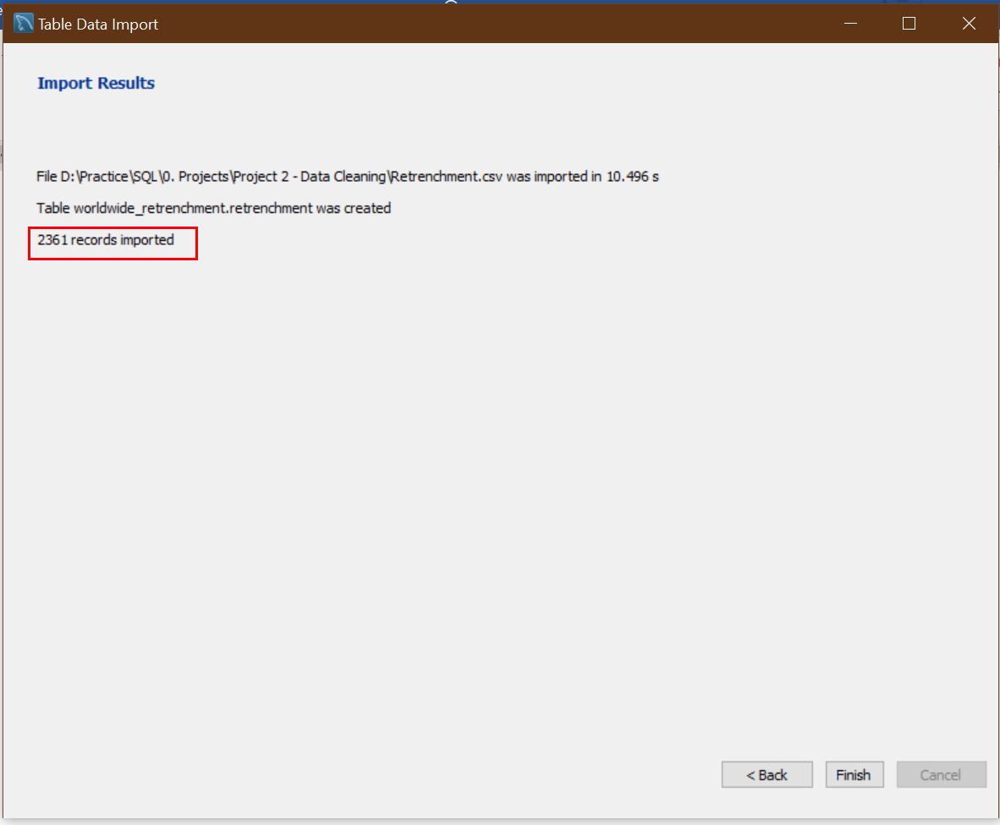 Table Data Import
Import Results
File D:\Practice\SQL\0. Projects\Project 2 - Data Cleaning\Retrenchment.csv was imported in 10.496 s
Table worldwide_retrenchment.retrenchment was created
2361 records imported
< Back
Finish
Cancel